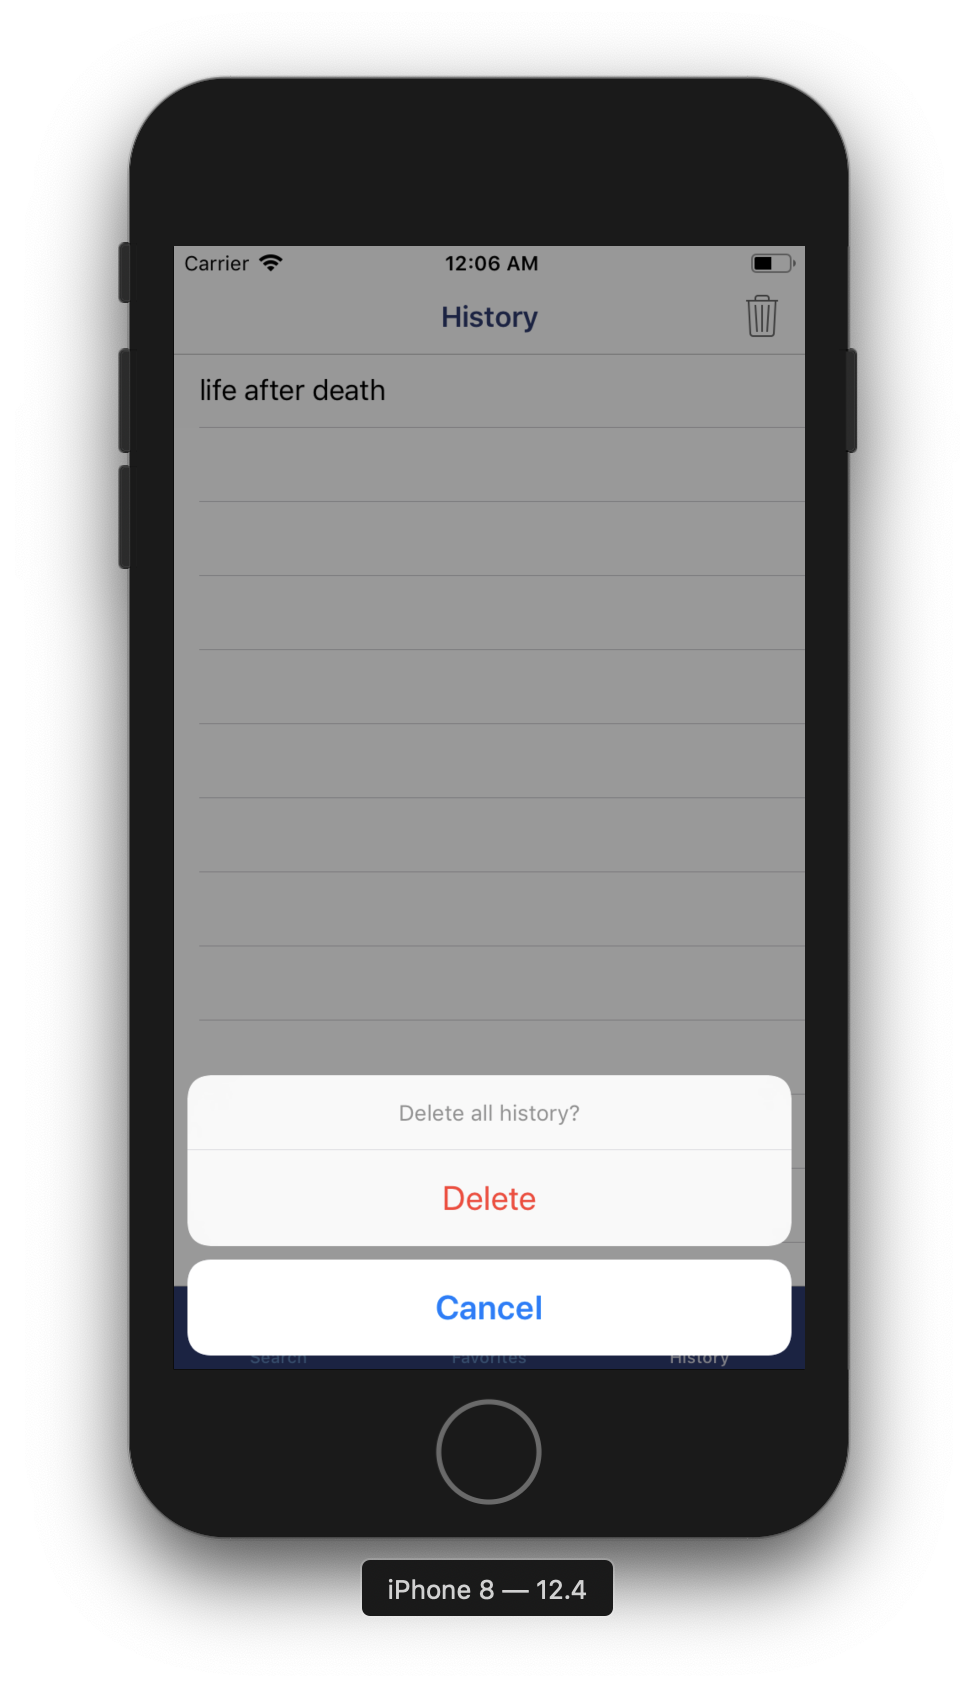 Carrier 12:06 AM
History
life after death
Delete all history?
Delete
Cancel
Search Favorites History
iPhone 8 — 12.4